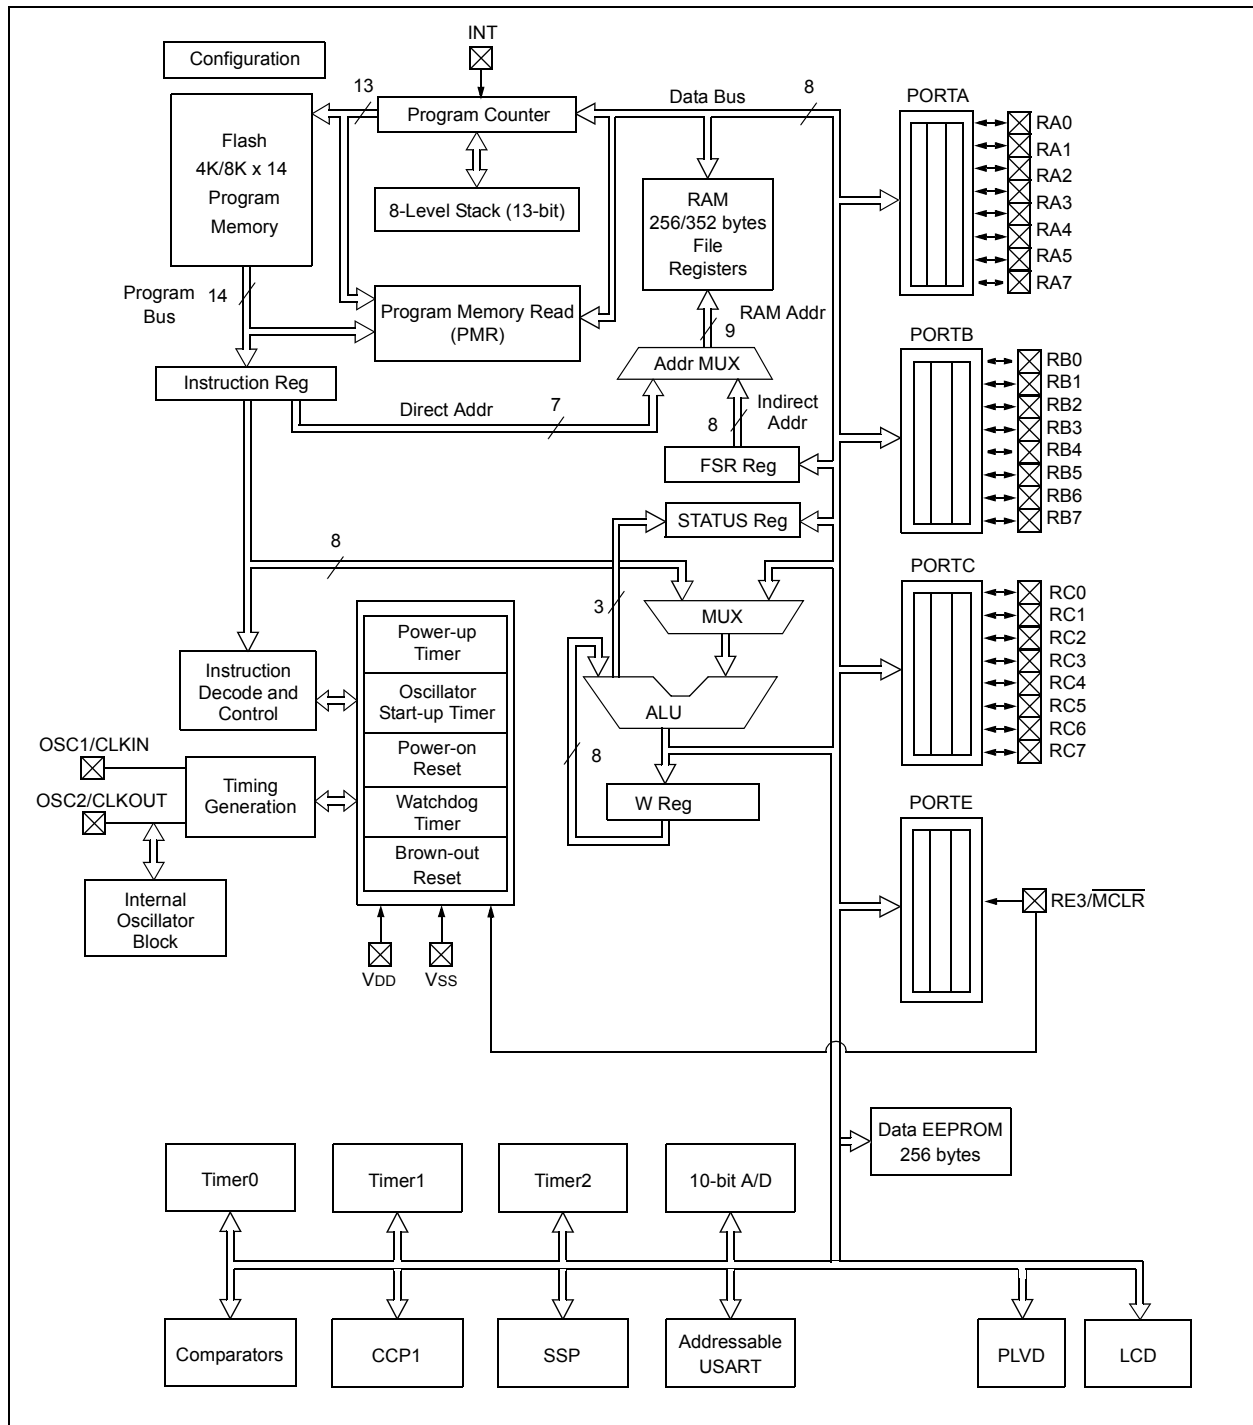 INT
Configuration
13
Program Counter
Data Bus
8
PORTA
RA0
RA1
RA2
RA3
RA4
RA5
RA7
Flash
4K/8K x 14
Program
Memory
8-Level Stack (13-bit)
RAM
256/352 bytes
File
Registers
Program
Bus
14
Program Memory Read
(PMR)
RAM Addr
9
Addr MUX
PORTB
RB0
RB1
RB2
RB3
RB4
RB5
RB6
RB7
Instruction Reg
Direct Addr
7
Indirect
Addr
8
FSR Reg
STATUS Reg
8
3
MUX
PORTC
RC0
RC1
RC2
RC3
RC4
RC5
RC6
RC7
Power-up
Timer
Instruction
Decode and
Control
Oscillator
Start-up Timer
ALU
OSC1/CLKIN
Power-on
Reset
8
Timing
Generation
OSC2/CLKOUT
Watchdog
Timer
W Reg
PORTE
Brown-out
Reset
Internal
Oscillator
Block
RE3/MCLR
VDD
VSS
Data EEPROM
256 bytes
Timer0
Timer1
Timer2
10-bit A/D
Comparators
CCP1
SSP
Addressable
USART
PLVD
LCD